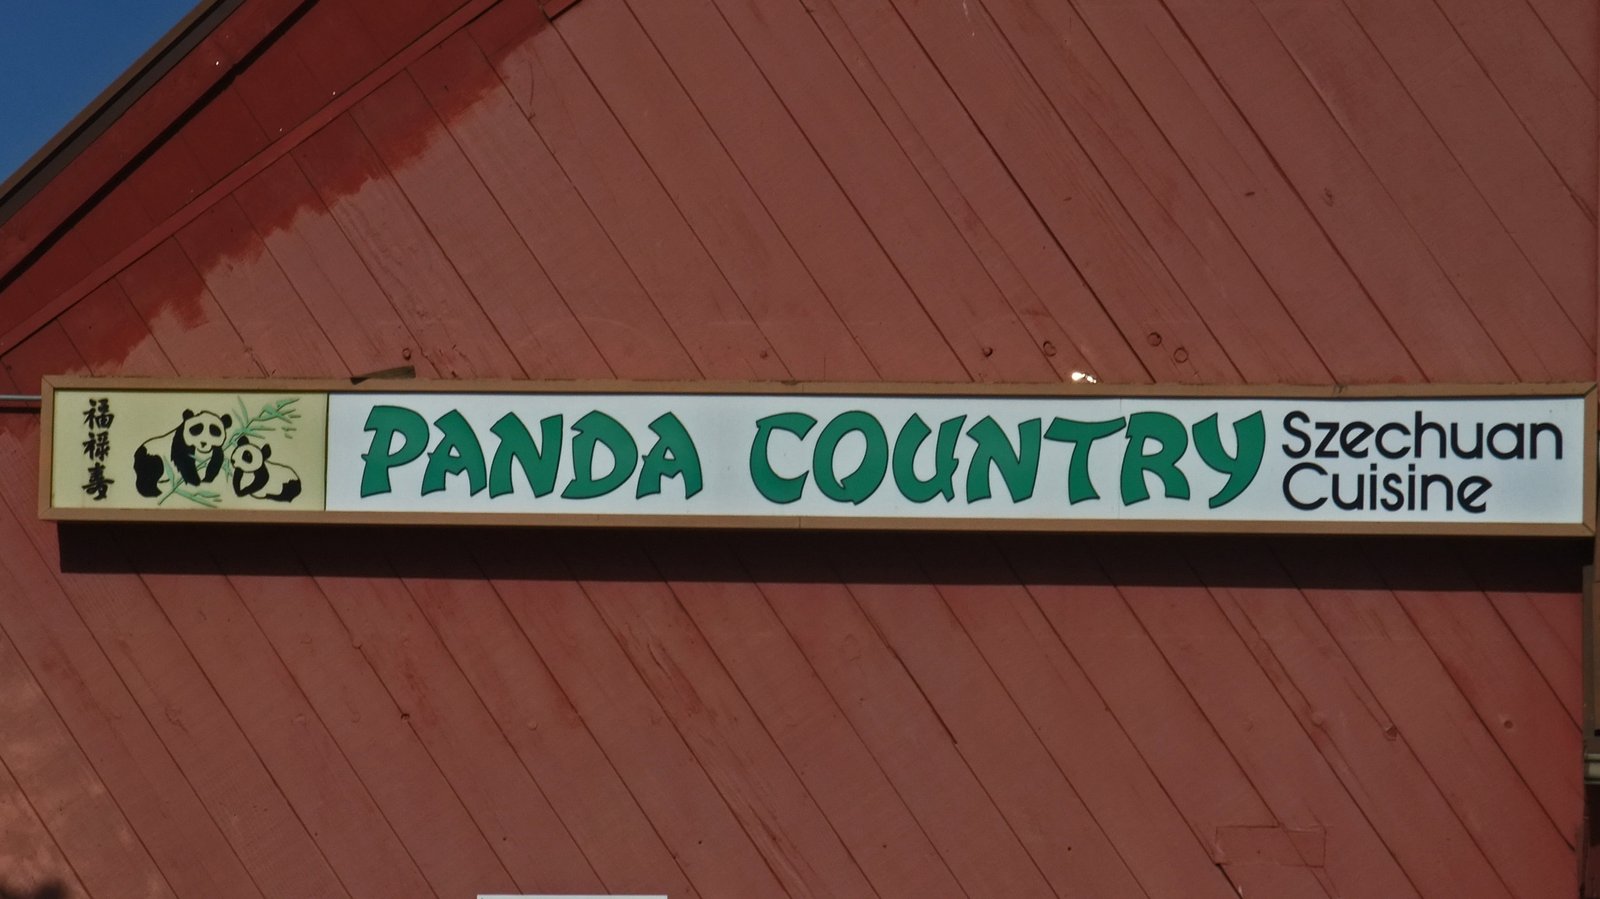 福祿壽
PANDA COUNTRY
Szechuan
Cuisine